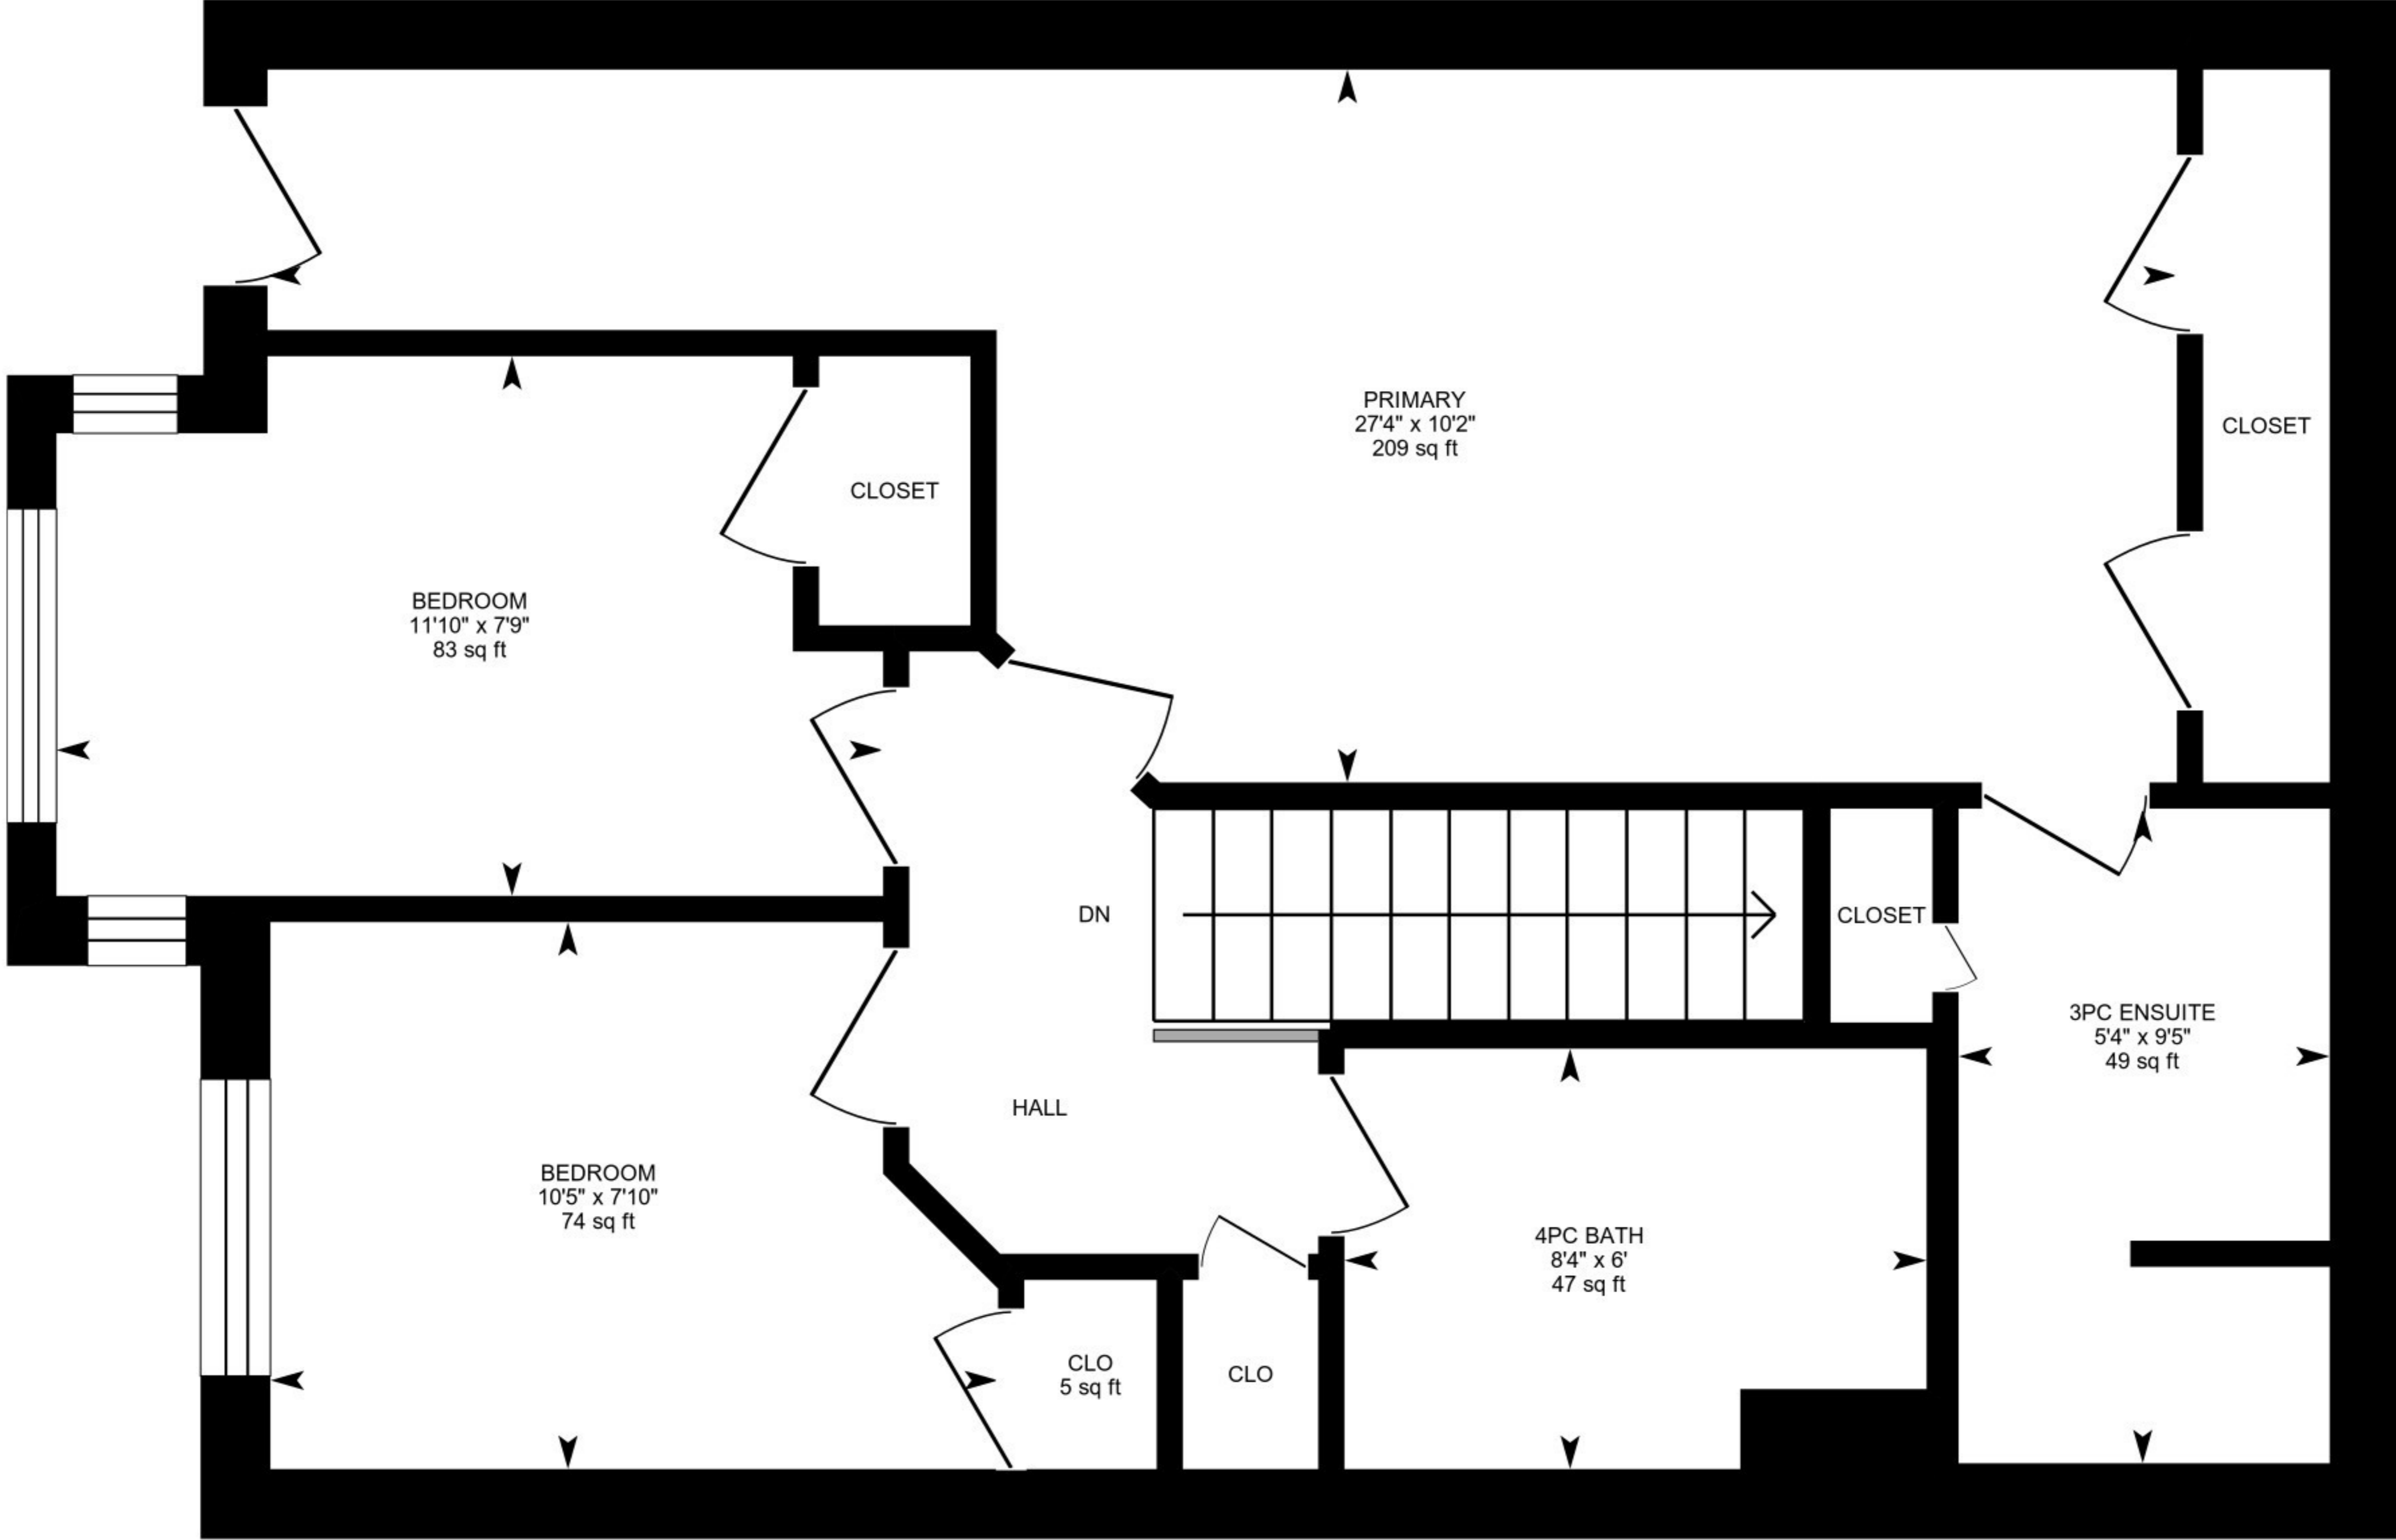 PRIMARY
27'4" x 10'2"
209 sq ft
CLOSET
CLOSET
BEDROOM
11'10" x 7'9"
83 sq ft
DN
CLOSET
3PC ENSUITE
5'4" x 9'5"
49 sq ft
HALL
BEDROOM
10'5" x 7'10"
74 sq ft
4PC BATH
8'4" x 6'
47 sq ft
CLO
5 sq ft
CLO